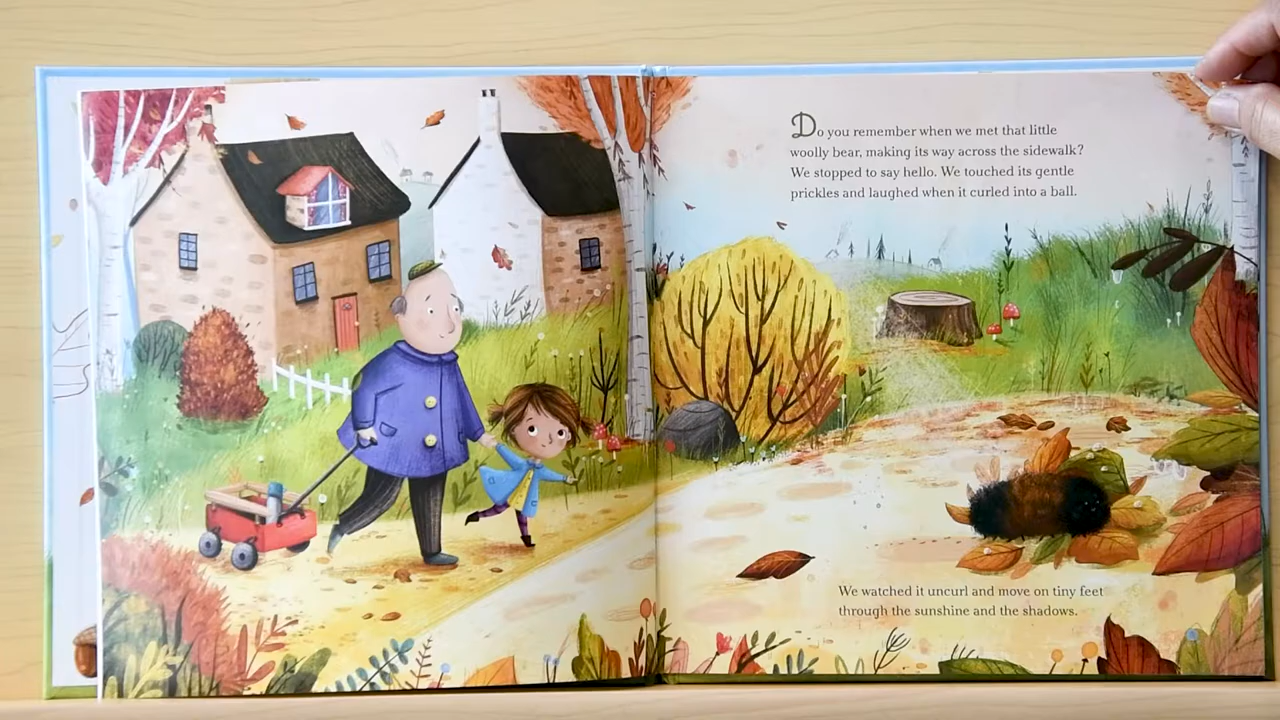 Do you remember when we met that little
woolly bear, making its way across the sidewalk?
We stopped to say hello. We touched its gentle
prickles and laughed when it curled into a ball.
We watched it uncurl and move on tiny feet
through the sunshine and the shadows.